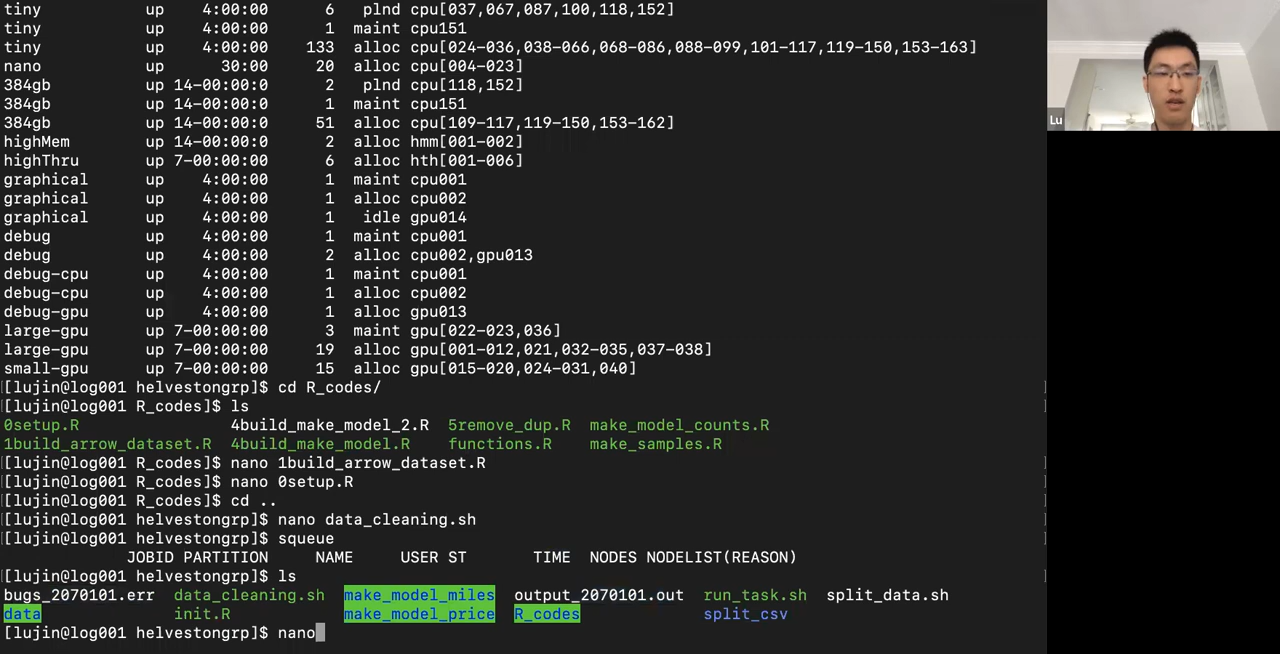 tiny up 4:00:00 6 plnd cpu[037,067,087,100,118,152]
tiny up 4:00:00 1 maint cpu151
tiny up 4:00:00 133 alloc cpu[024-036,038-066,068-086,088-099,101-117,119-150,153-163]
nano up 30:00 20 alloc cpu[004-023]
384gb up 14-00:00:0 2 plnd cpu[118,152]
384gb up 14-00:00:0 1 maint cpu151
384gb up 14-00:00:0 51 alloc cpu[109-117,119-150,153-162]
highMem up 14-00:00:0 2 alloc hmm[001-002]
highThru up 7-00:00:00 6 alloc hth[001-006]
graphical up 4:00:00 1 maint cpu001
graphical up 4:00:00 1 alloc cpu002
graphical up 4:00:00 1 idle gpu014
debug up 4:00:00 1 maint cpu001
debug up 4:00:00 2 alloc cpu002,gpu013
debug-cpu up 4:00:00 1 maint cpu001
debug-cpu up 4:00:00 1 alloc cpu002
debug-gpu up 4:00:00 1 alloc gpu013
large-gpu up 7-00:00:00 3 maint gpu[022-023,036]
large-gpu up 7-00:00:00 19 alloc gpu[001-012,021,032-035,037-038]
small-gpu up 7-00:00:00 15 alloc gpu[015-020,024-031,040]
[lujin@log001 helvestongrp]$ cd R_codes/
[lujin@log001 R_codes]$ ls
0setup.R 4build_make_model_2.R 5remove_dup.R make_model_counts.R
1build_arrow_dataset.R 4build_make_model.R functions.R make_samples.R
[lujin@log001 R_codes]$ nano 1build_arrow_dataset.R
[lujin@log001 R_codes]$ nano 0setup.R
[lujin@log001 R_codes]$ cd ..
[lujin@log001 helvestongrp]$ nano data_cleaning.sh
[lujin@log001 helvestongrp]$ squeue
JOBID PARTITION NAME USER ST TIME NODES NODELIST(REASON)
[lujin@log001 helvestongrp]$ ls
bugs_2070101.err data_cleaning.sh make_model_miles output_2070101.out run_task.sh split_data.sh
data init.R make_model_price R_codes split_csv
[lujin@log001 helvestongrp]$ nano
Lu